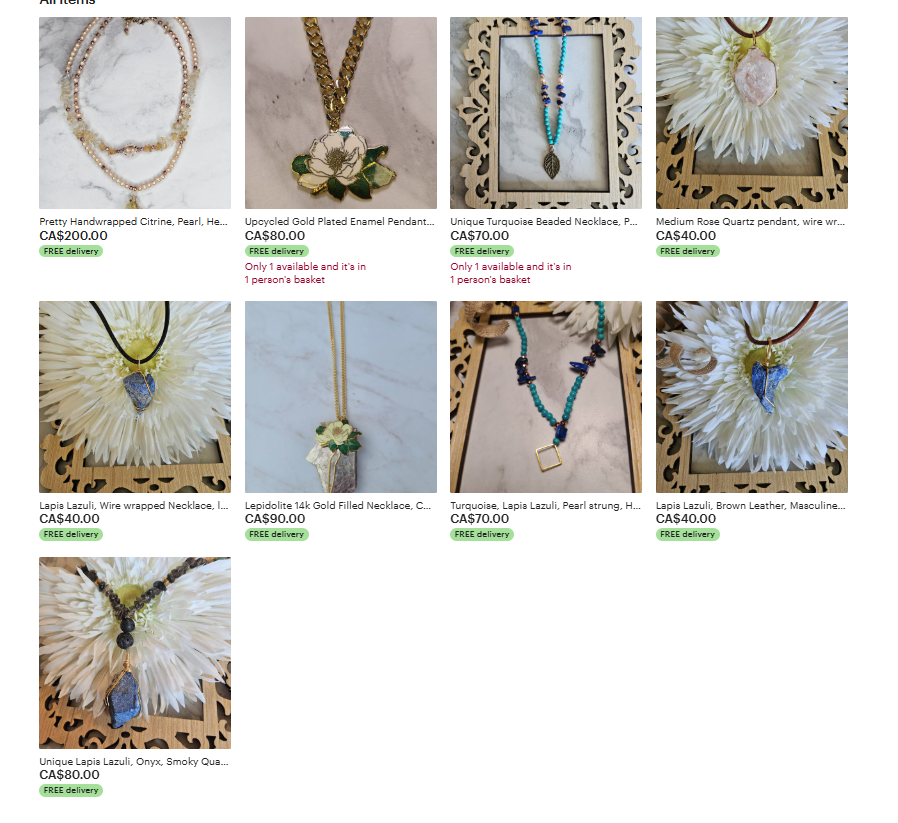 All Items
Pretty Handwrapped Citrine, Pearl, He...
CA$200.00
FREE delivery
Upcycled Gold Plated Enamel Pendant...
CA$80.00
FREE delivery
Only 1 available and it's in
1 person's basket
Unique Turquoise Beaded Necklace, P...
CA$70.00
FREE delivery
Only 1 available and it's in
1 person's basket
Medium Rose Quartz pendant, wire wr...
CA$40.00
FREE delivery
Lapis Lazuli, Wire wrapped Necklace, l...
CA$40.00
FREE delivery
Lepidolite 14k Gold Filled Necklace, C...
CA$90.00
FREE delivery
Turquoise, Lapis Lazuli, Pearl strung, H...
CA$70.00
FREE delivery
Lapis Lazuli, Brown Leather, Masculine...
CA$40.00
FREE delivery
Unique Lapis Lazuli, Onyx, Smoky Qua...
CA$80.00
FREE delivery